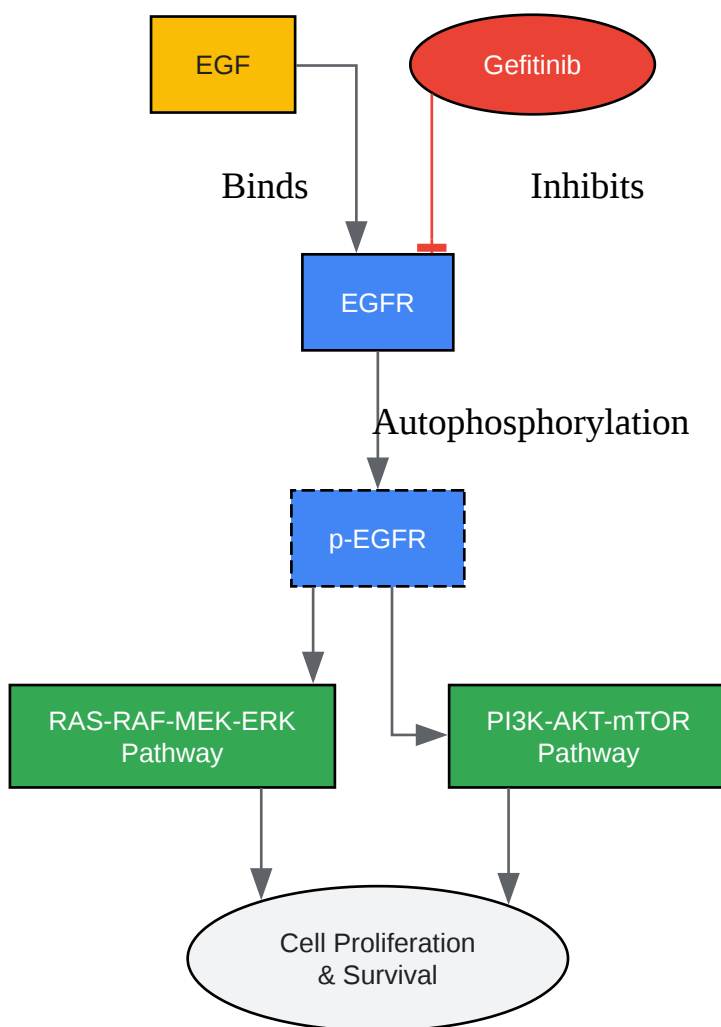 EGF
Gefitinib
Binds
Inhibits
EGFR
Autophosphorylation
p-EGFR
RAS-RAF-MEK-ERK
Pathway
PI3K-AKT-mTOR
Pathway
Cell Proliferation
& Survival